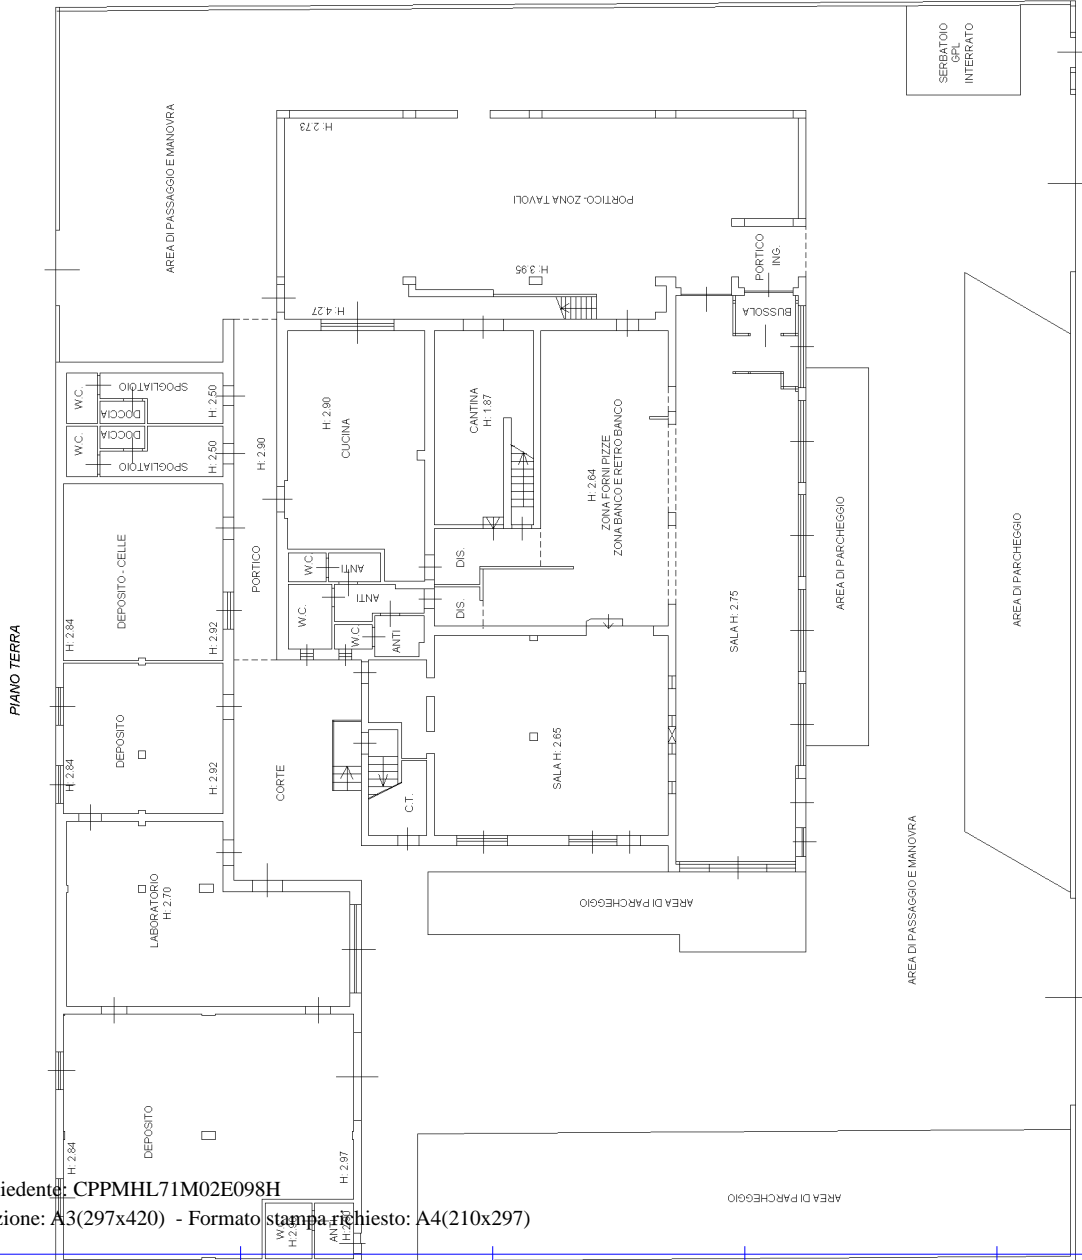 SERBATOIO
GPL
INTERRATO
AREA DI PASSAGGIO E MANOVRA
H: 2.73
PORTICO-ZONA TAVOLI
PORTICO
ING.
H: 3.95
H: 4.27
BUSSOLA
W.C.
SPOGLIATOIO
DOCCIA
H: 2.50
W.C.
DOCCIA
SPOGLIATOIO
H: 2.50
H: 2.90
H: 2.90
CUCINA
CANTINA
H: 1.87
H: 2.64
ZONA FORNI PIZZE
ZONA BANCO E RETRO BANCO
AREA DI PARCHEGGIO
AREA DI PARCHEGGIO
DEPOSITO - CELLE
H: 2.84
H: 2.92
PORTICO
W.C.
ANTI
DIS.
W.C.
ANTI
DIS.
W.C.
ANTI
SALA H: 2.75
PIANO TERRA
DEPOSITO
H: 2.84
H: 2.92
CORTE
SALA H: 2.65
C.T.
LABORATORIO
H: 2.70
AREA DI PARCHEGGIO
AREA DI PASSAGGIO E MANOVRA
DEPOSITO
H: 2.84
H: 2.97
AREA DI PARCHEGGIO
iedente: CPPMHL71M02E098H
zione: A3(297x420) - Formato stampa richiesto: A4(210x297)
W.C.
ANTI